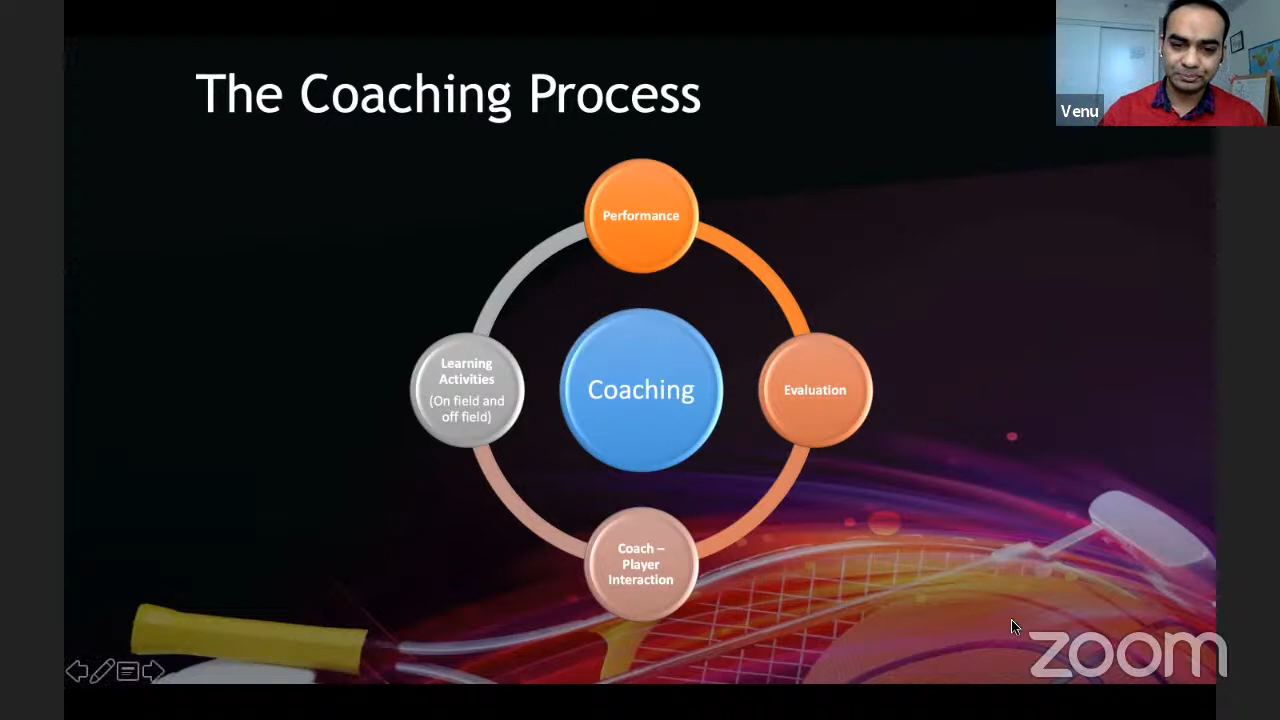 The Coaching Process
Venu
Performance
Learning
Activities
(On field and
off field)
Coaching
Evaluation
Coach –
Player
Interaction
zoom